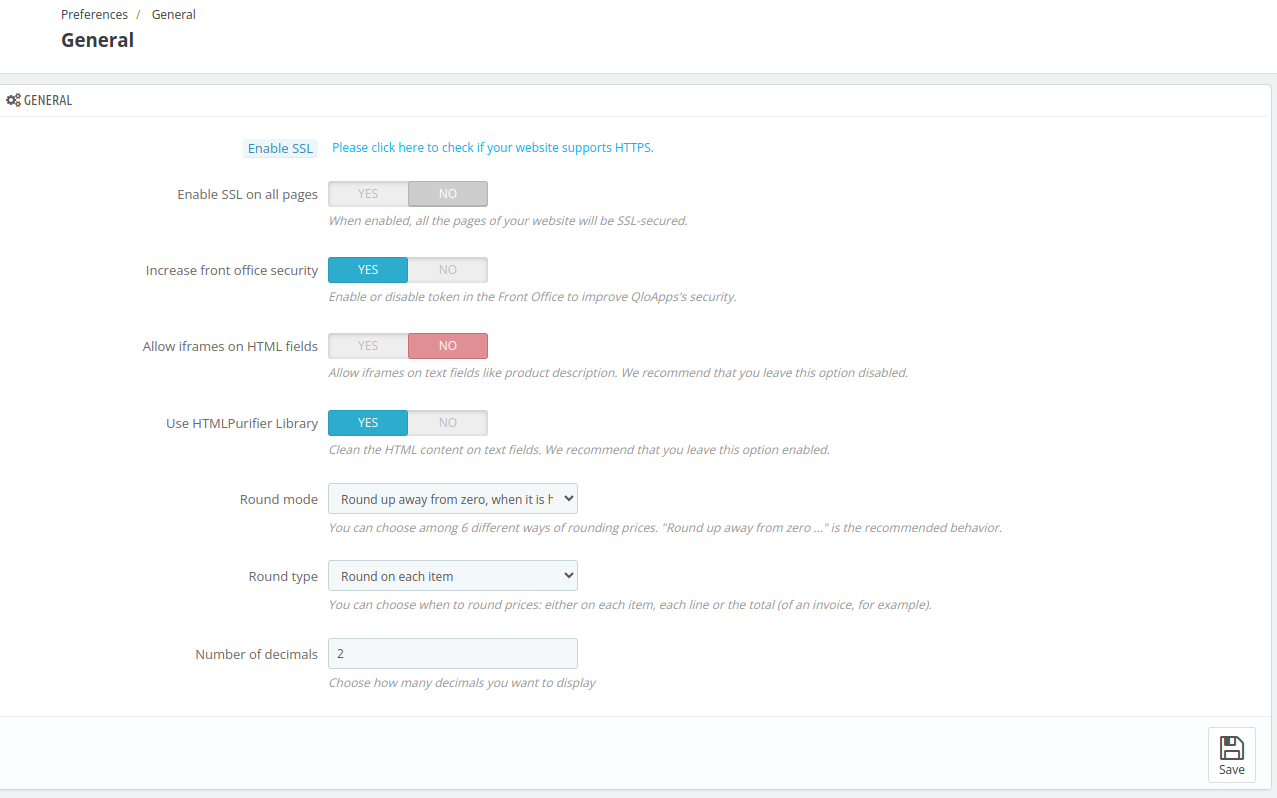 Preferences / General
General
GENERAL
Enable SSL Please click here to check if your website supports HTTPS.
Enable SSL on all pages YES NO
When enabled, all the pages of your website will be SSL-secured.
Increase front office security YES NO
Enable or disable token in the Front Office to improve QloApps's security.
Allow iframes on HTML fields YES NO
Allow iframes on text fields like product description. We recommend that you leave this option disabled.
Use HTMLPurifier Library YES NO
Clean the HTML content on text fields. We recommend that you leave this option enabled.
Round mode Round up away from zero, when it is h
You can choose among 6 different ways of rounding prices. "Round up away from zero ..." is the recommended behavior.
Round type Round on each item
You can choose when to round prices: either on each item, each line or the total (of an invoice, for example).
Number of decimals 2
Choose how many decimals you want to display
Save